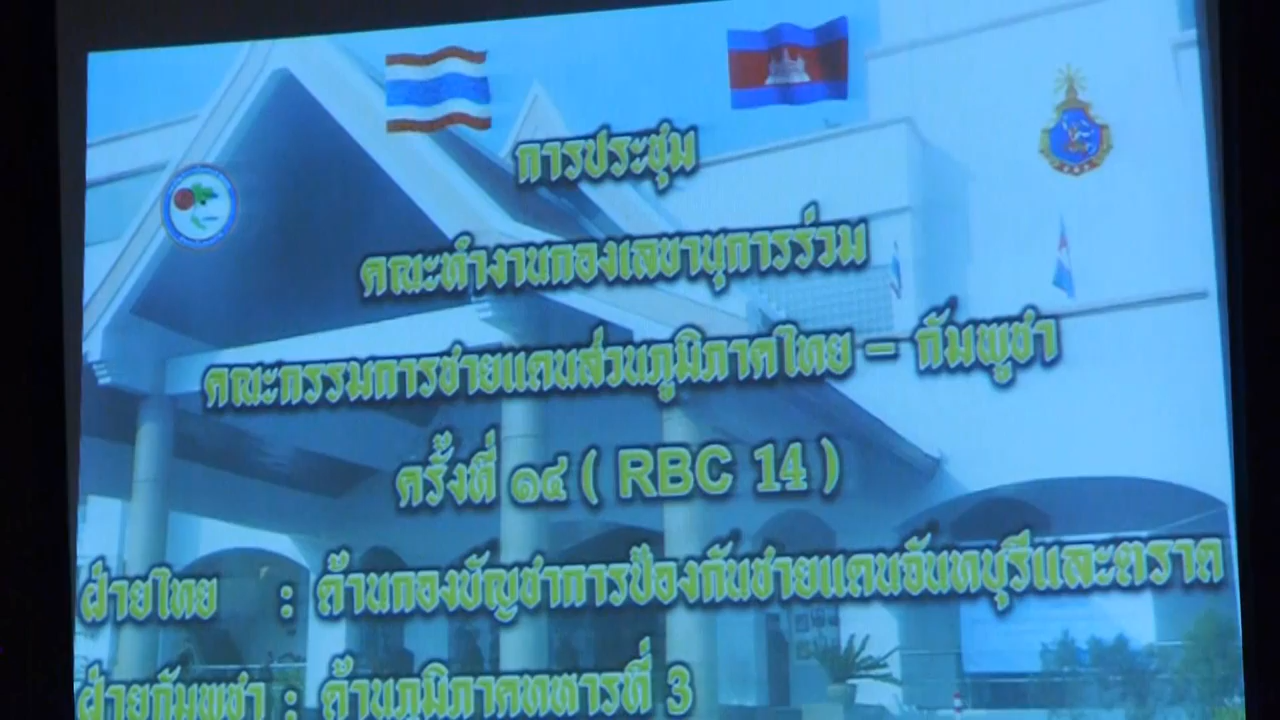 การประชุม
คณะทำงานกองเลขานุการร่วม
คณะกรรมการชายแดนส่วนภูมิภาคไทย – กัมพูชา
ครั้งที่ ๑๔ ( RBC 14 )
ฝ่ายไทย : ด้านกองบัญชาการป้องกันชายแดนจันทบุรีและตราด
ฝ่ายกัมพูชา : ด้านภูมิภาคทหารที่ 3